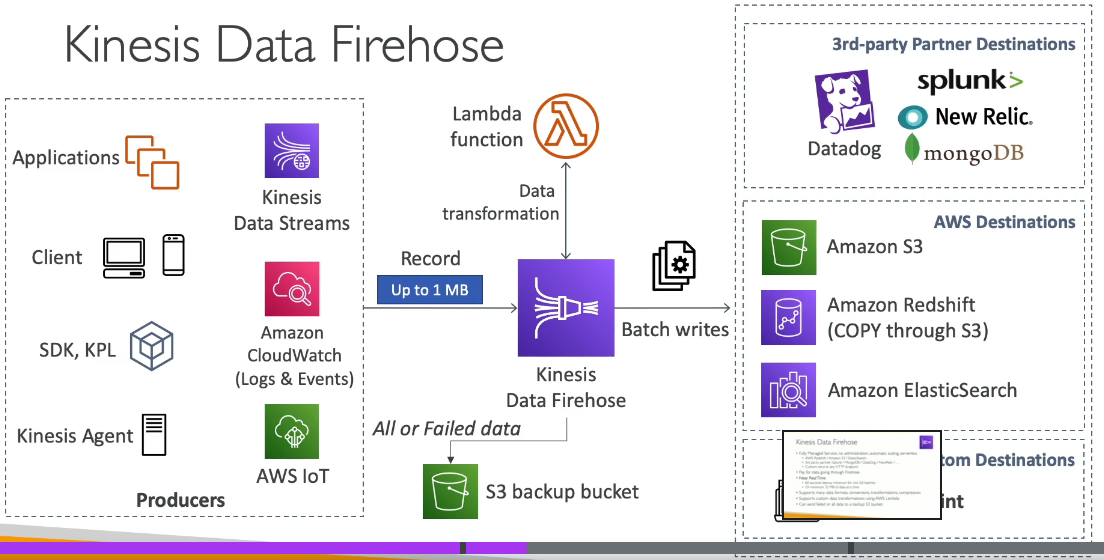 Kinesis Data Firehose
Applications
Client
SDK, KPL
Kinesis Agent
Kinesis
Data Streams
Amazon
CloudWatch
(Logs & Events)
AWS IoT
Producers
Record
Up to 1 MB
Lambda
function
Data
transformation
Kinesis
Data Firehose
All or Failed data
S3 backup bucket
Batch writes
3rd-party Partner Destinations
Datadog
splunk>
New Relic.
mongoDB
AWS Destinations
Amazon S3
Amazon Redshift
(COPY through S3)
Amazon ElasticSearch
tom Destinations
int
Kinesis Data Firehose